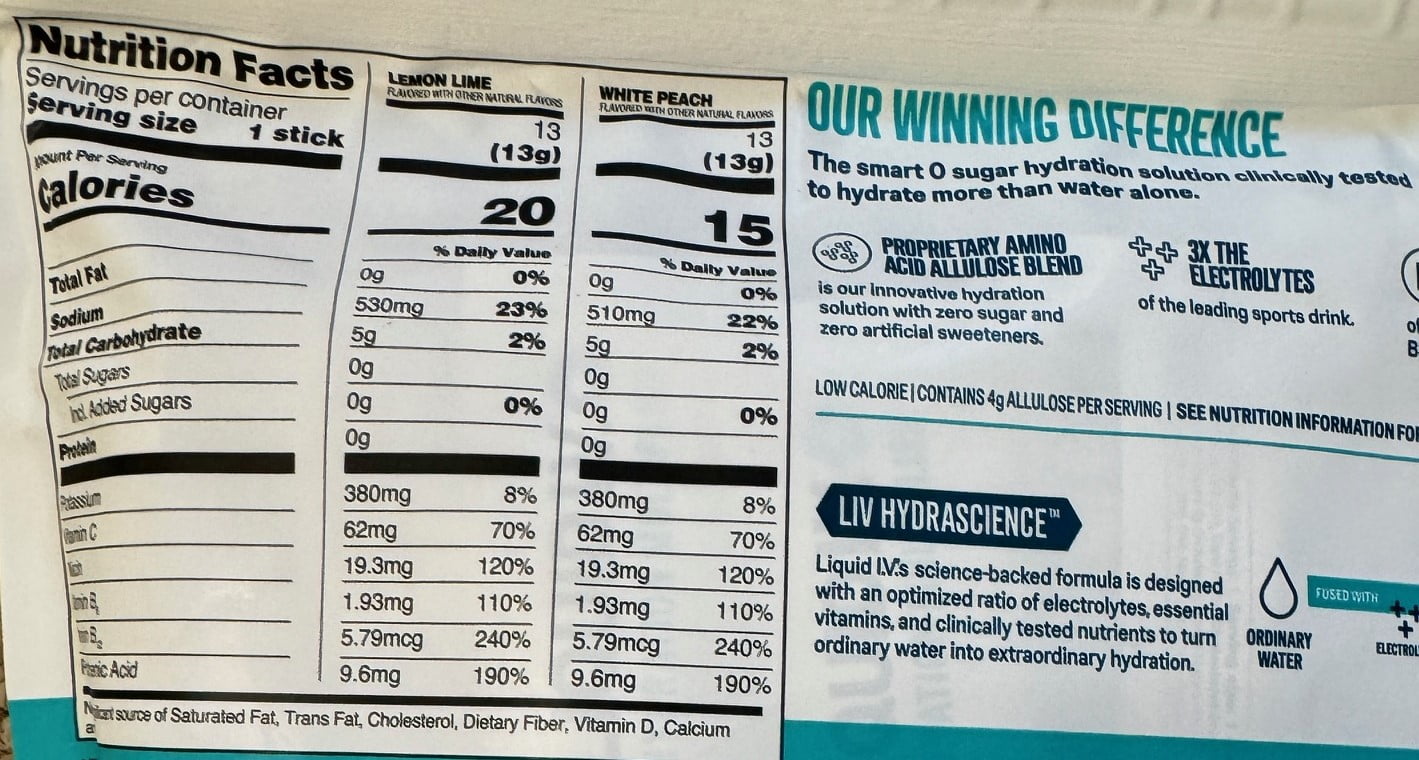 Nutrition Facts
Servings per container
Serving size 1 stick
Amount Per Serving
Calories
Total Fat
Sodium
Total Carbohydrate
Total Sugars
Incl. Added Sugars
Protein
Potassium
Vitamin C
Acid
LEMON LIME
FLAVORED WITH OTHER NATURAL FLAVORS
13
(13g)
20
% Daily Value
0g 0%
530mg 23%
5g 2%
0g
0g 0%
0g
380mg 8%
62mg 70%
19.3mg 120%
1.93mg 110%
5.79mcg 240%
9.6mg 190%
WHITE PEACH
FLAVORED WITH OTHER NATURAL FLAVORS
13
(13g)
15
% Daily Value
0g 0%
510mg 22%
5g 2%
0g
0g 0%
0g
380mg 8%
62mg 70%
19.3mg 120%
1.93mg 110%
5.79mcg 240%
9.6mg 190%
source of Saturated Fat, Trans Fat, Cholesterol, Dietary Fiber, Vitamin D, Calcium
OUR WINNING DIFFERENCE
The smart 0 sugar hydration solution clinically tested
to hydrate more than water alone.
PROPRIETARY AMINO
ACID ALLULOSE BLEND
is our innovative hydration
solution with zero sugar and
zero artificial sweeteners.
3X THE
ELECTROLYTES
of the leading sports drink.
LOW CALORIE | CONTAINS 4g ALLULOSE PER SERVING | SEE NUTRITION INFORMATION FOR
LIV HYDRASCIENCE™
Liquid I.V.'s science-backed formula is designed
with an optimized ratio of electrolytes, essential
vitamins, and clinically tested nutrients to turn
ordinary water into extraordinary hydration.
ORDINARY
WATER
FUSED WITH
ELECTROL